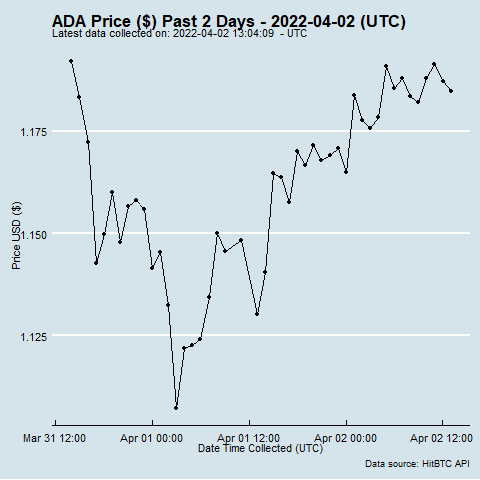 ADA Price ($) Past 2 Days - 2022-04-02 (UTC)
Latest data collected on: 2022-04-02 13:04:09 - UTC
1.175
1.150
1.125
Price USD ($)
Mar 31 12:00 Apr 01 00:00 Apr 01 12:00 Apr 02 00:00 Apr 02 12:00
Date Time Collected (UTC)
Data source: HitBTC API